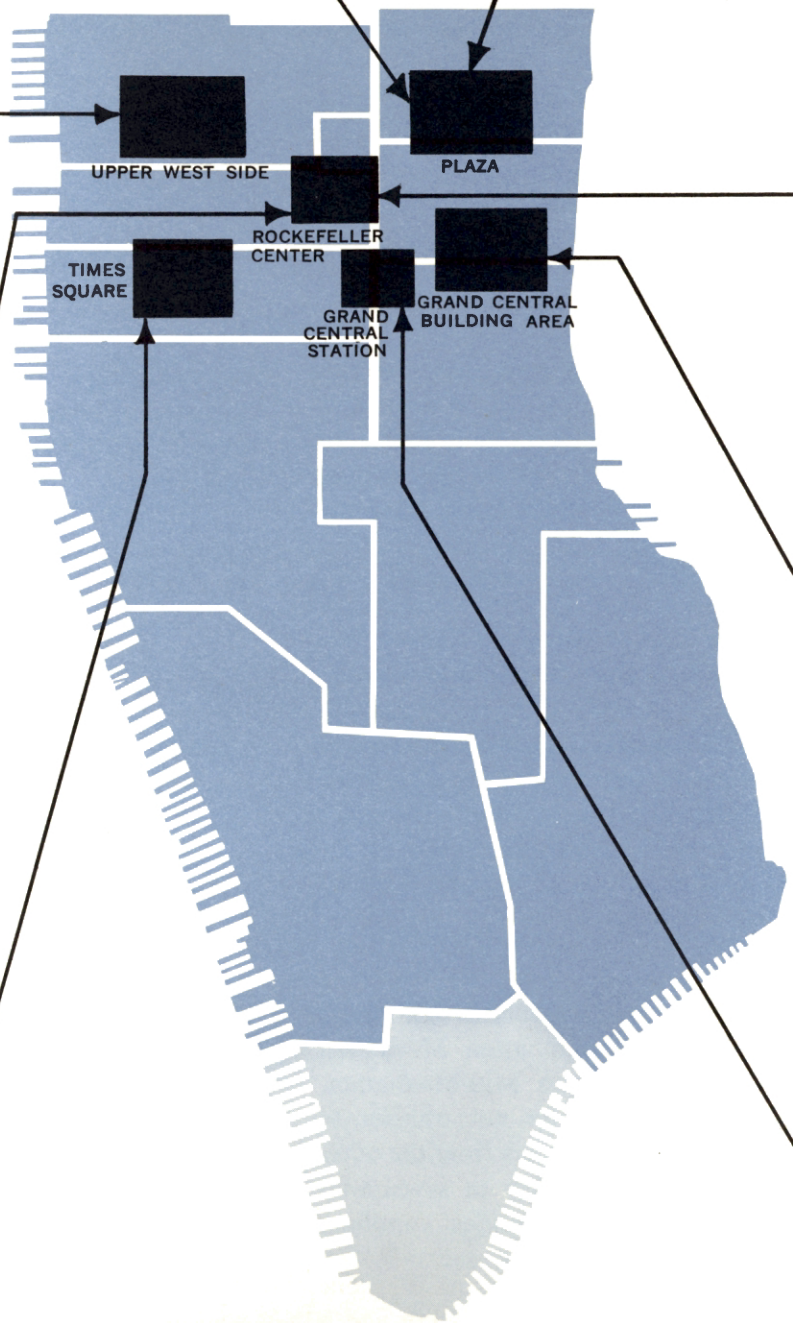 UPPER WEST SIDE
PLAZA
ROCKEFELLER
CENTER
TIMES
SQUARE
GRAND
CENTRAL
STATION
GRAND CENTRAL
BUILDING AREA